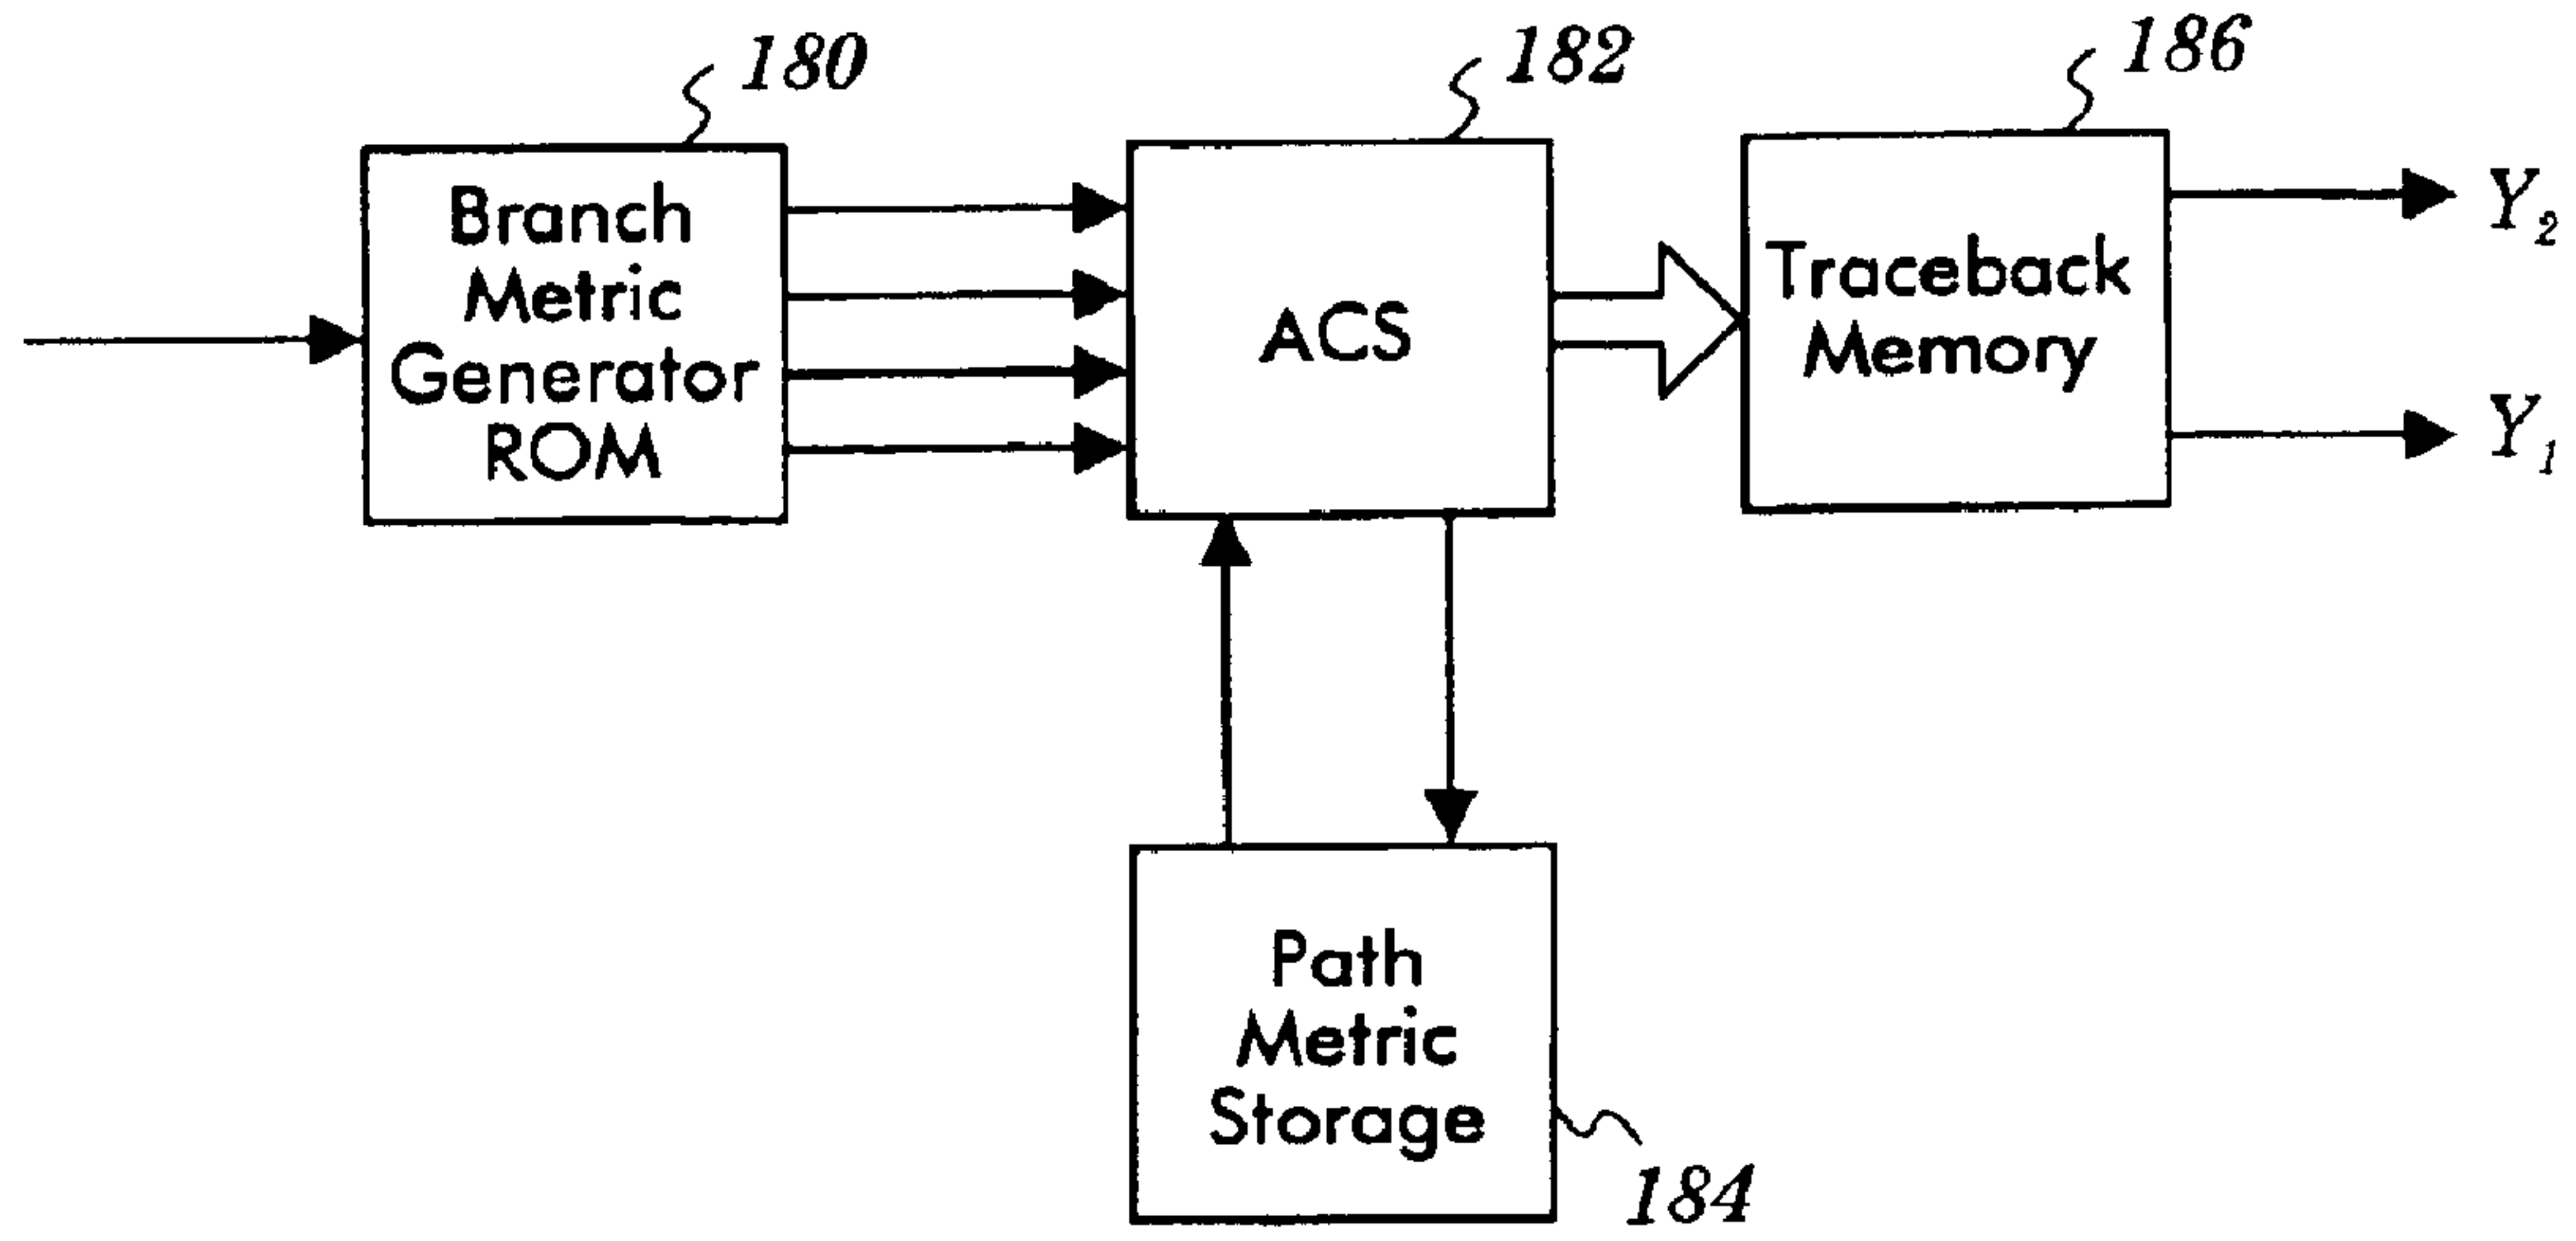 180
182
186
Branch
Metric
Generator
ROM
ACS
Traceback
Memory
Y2
Y1
Path
Metric
Storage
184